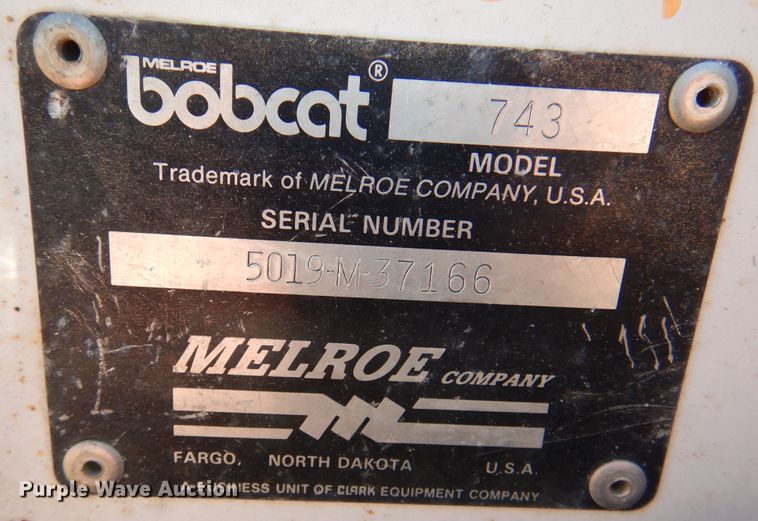 MELROE
bobcat® 743
MODEL
Trademark of MELROE COMPANY, U.S.A.
SERIAL NUMBER
5019-M-37166
MELROE COMPANY
FARGO, NORTH DAKOTA U.S.A.
A BUSINESS UNIT OF CLARK EQUIPMENT COMPANY
Purple Wave Auction